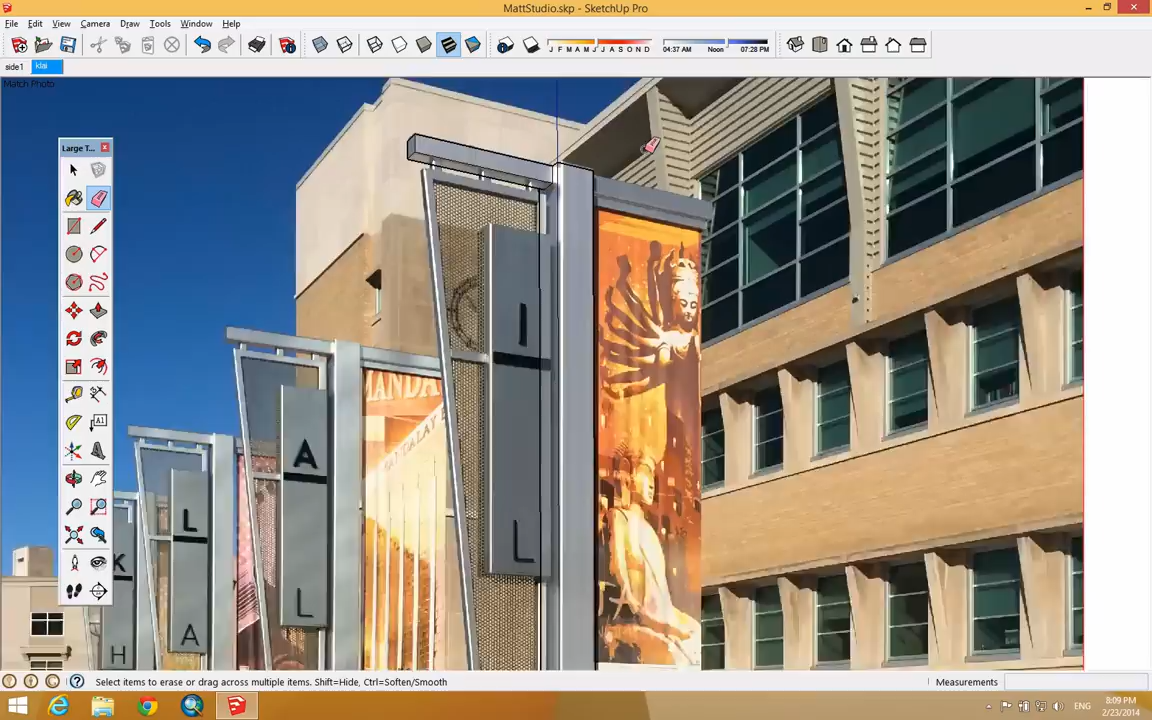 MattStudio.skp - SketchUp Pro
File Edit View Camera Draw Tools Window Help
J F M A M J J A S O N D
04:37 AM Noon 07:28 PM
side1 klai
Match Photo
Large T...
A1
I
L
A
L
L
A
K
H
MANDA
Select items to erase or drag across multiple items. Shift=Hide, Ctrl=Soften/Smooth
Measurements
ENG
8:09 PM
2/23/2014